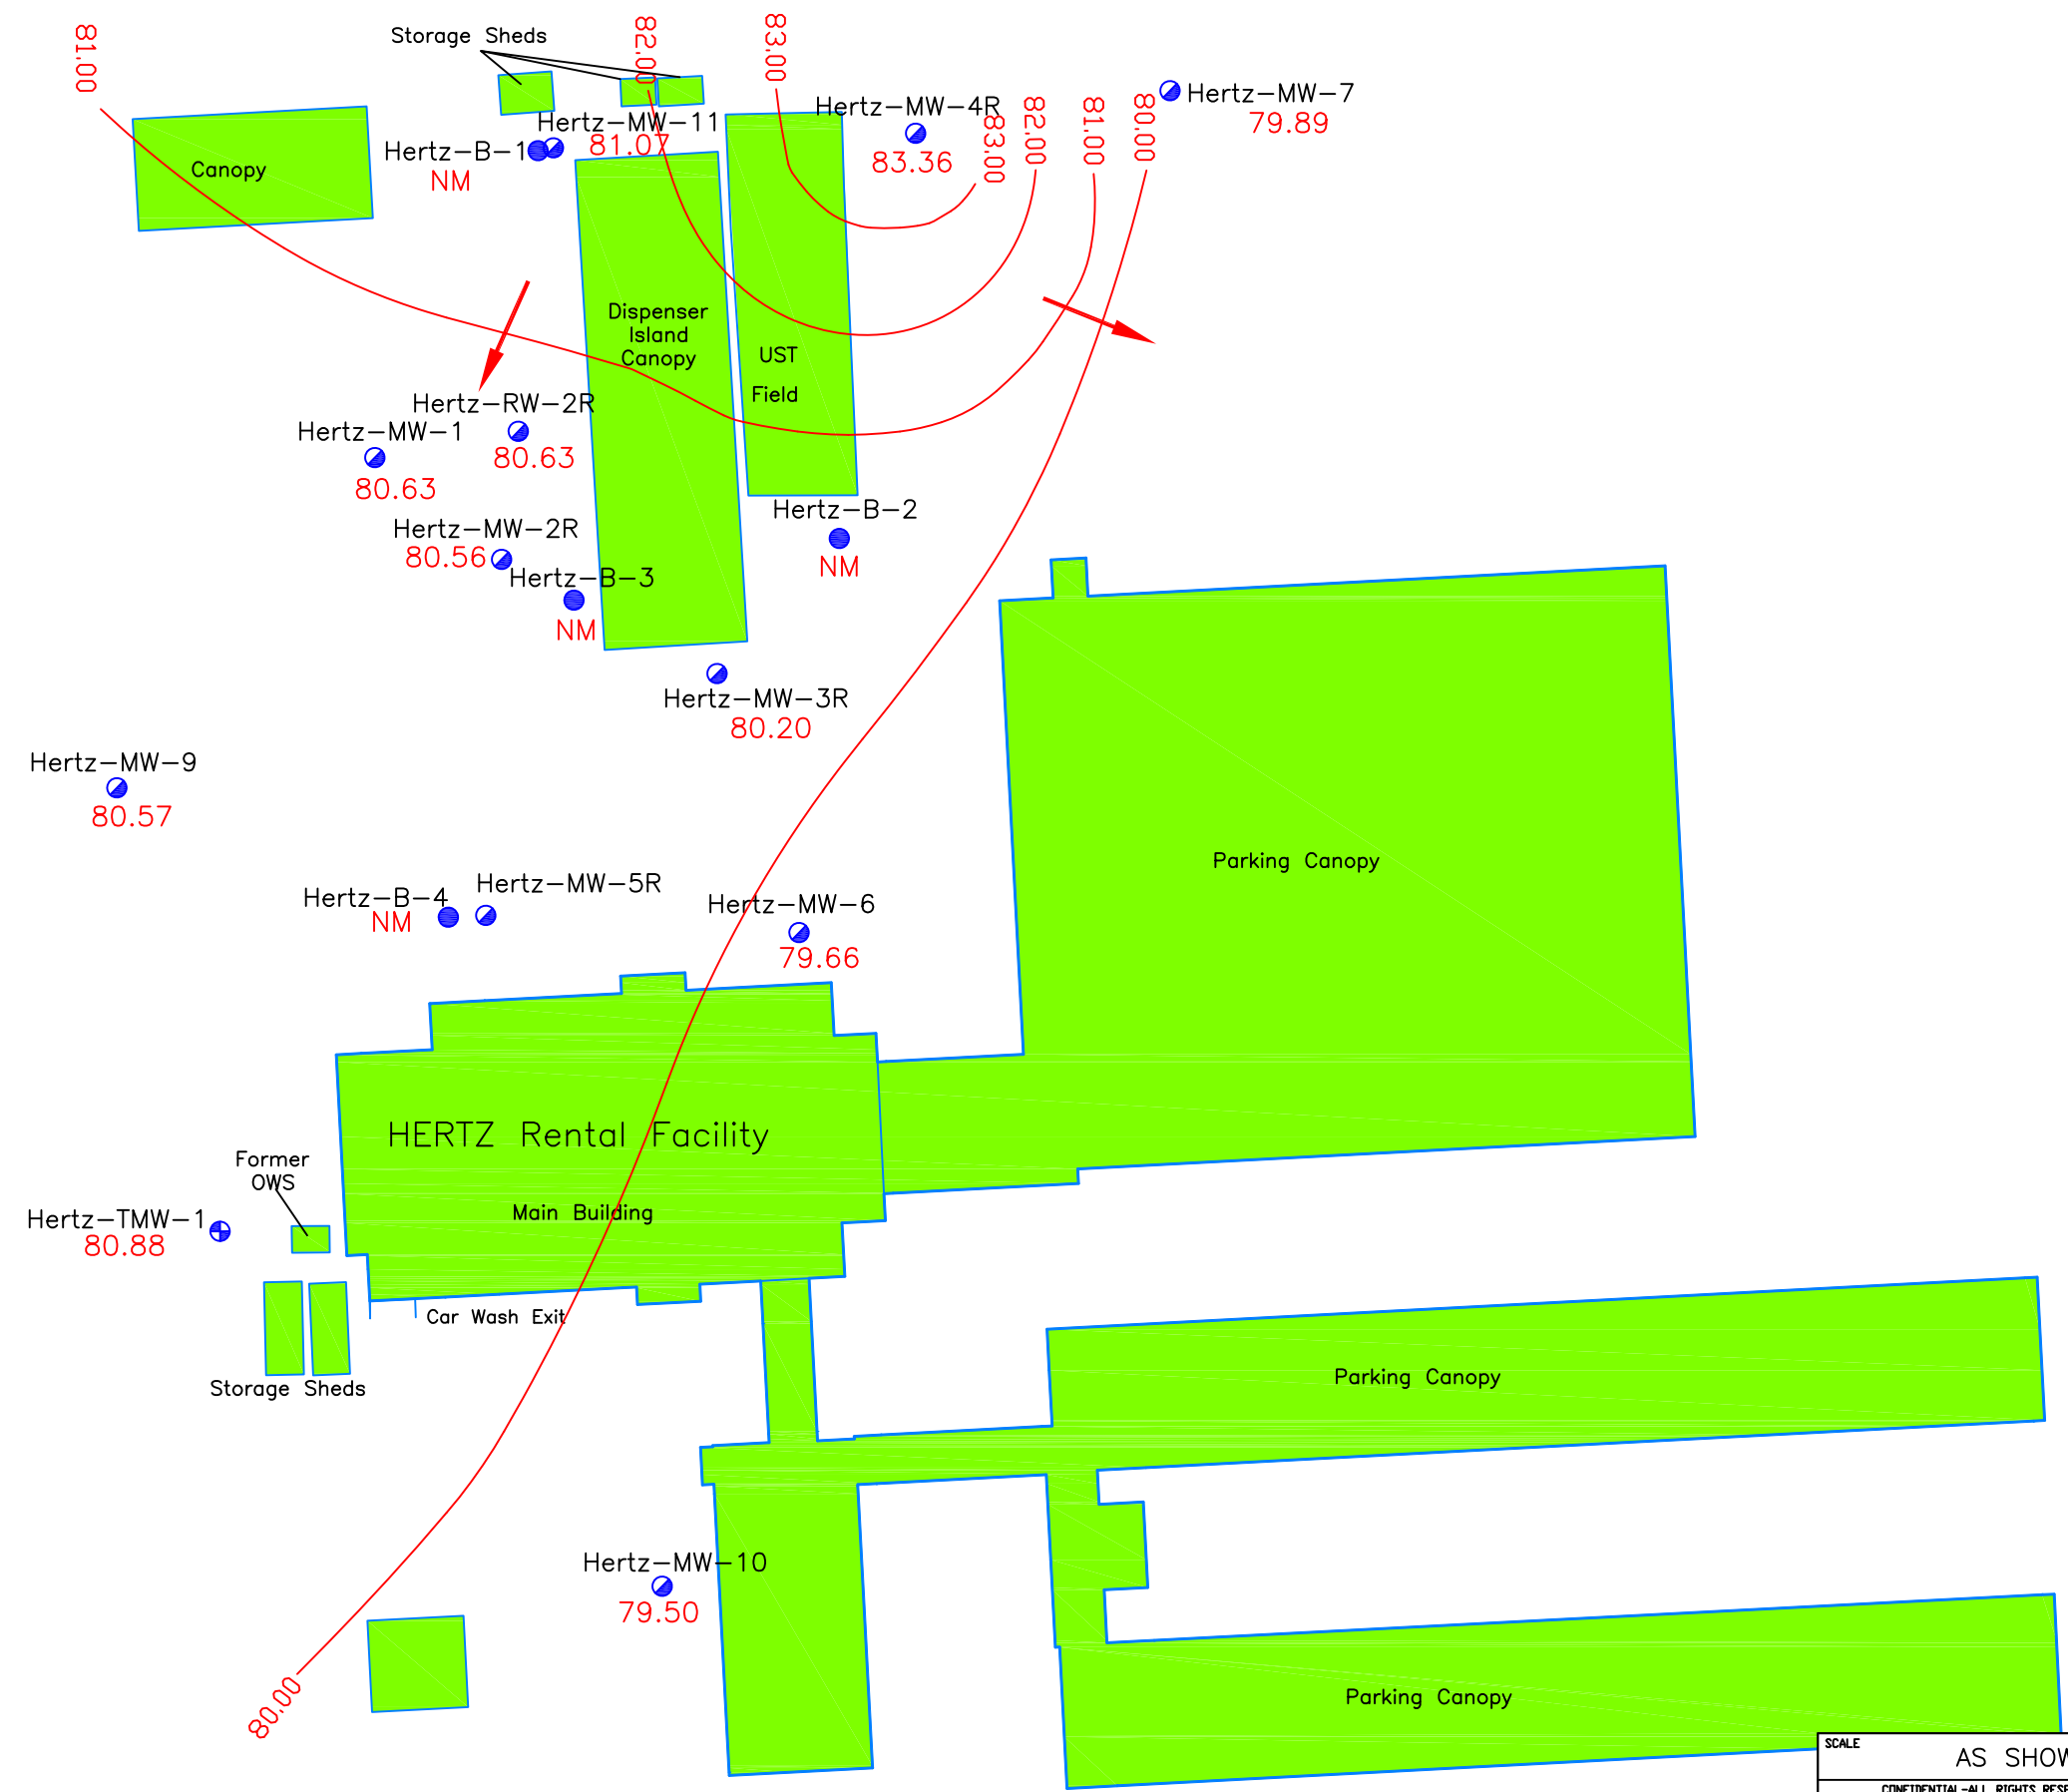 81.00
Storage Sheds
82.00
83.00
Hertz-MW-4R
83.36
83.00
82.00
81.00
80.00
Hertz-MW-7
79.89
Canopy
Hertz-MW-11
81.07
Hertz-B-1
NM
Dispenser
Island
Canopy
UST
Field
Hertz-RW-2R
80.63
Hertz-MW-1
80.63
Hertz-MW-2R
80.56
Hertz-B-3
NM
Hertz-B-2
NM
Hertz-MW-3R
80.20
Hertz-MW-9
80.57
Hertz-B-4
NM
Hertz-MW-5R
Hertz-MW-6
79.66
Parking Canopy
HERTZ Rental Facility
Main Building
Former
OWS
Hertz-TMW-1
80.88
Car Wash Exit
Storage Sheds
Parking Canopy
Hertz-MW-10
79.50
80.00
Parking Canopy
SCALE
AS SHOW
CONFIDENTIAL-ALL RIGHTS RESE